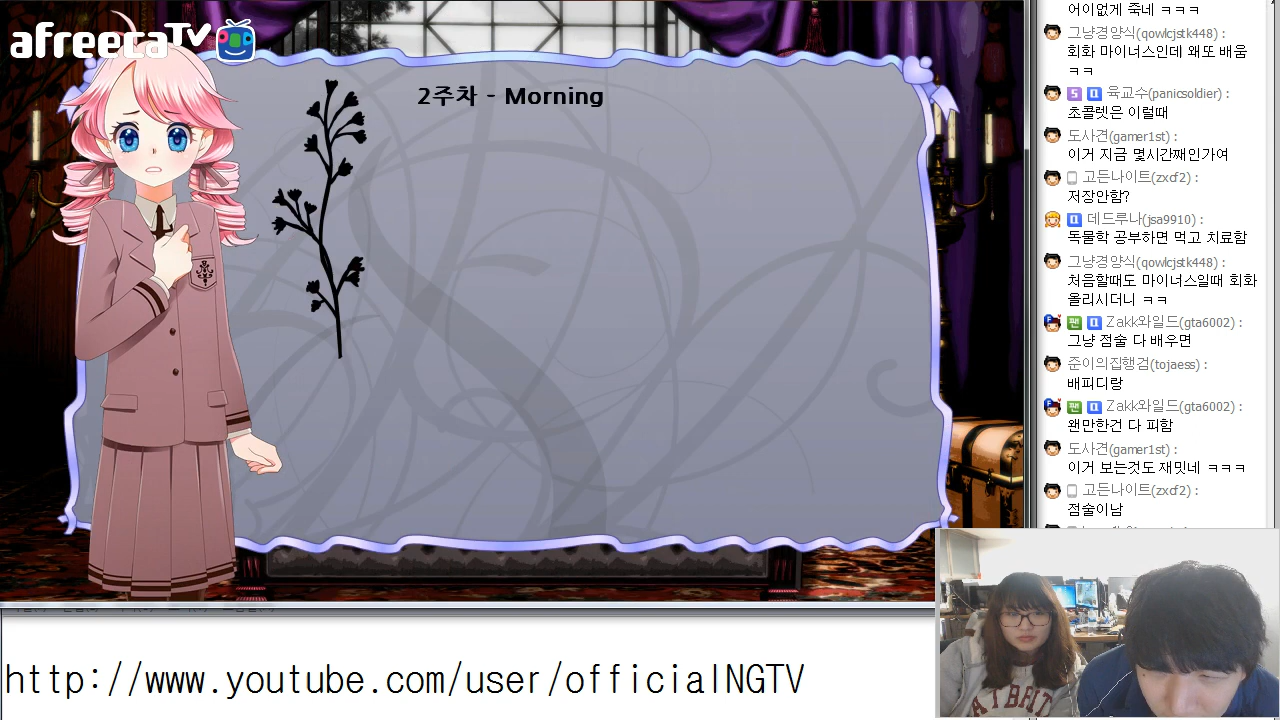 afreecaTV
2주차 - Morning
어이없게 죽네 ㅋㅋㅋ
그냥경양식(qowlcjstk448) :
회화 마이너스인데 왜또 배움
ㅋㅋ
S 육교수(panicsoldier) :
초콜렛은 이럴때
도사견(gamer1st) :
이거 지금 몇시간째인가여
고든나이트(zxcf2) :
저장안함?
데드루나(jsa9910) :
독물학 공부하면 먹고 치료함
그냥경양식(qowlcjstk448) :
처음할때도 마이너스일때 회화
올리시더니 ㅋㅋ
팬 Zakk와일드(gta6002) :
그냥 점술 다 배우면
준이의집행검(tojaess) :
배피디랑
팬 Zakk와일드(gta6002) :
왠만한건 다 피함
도사견(gamer1st) :
이거 보는것도 재밋네 ㅋㅋㅋ
고든나이트(zxcf2) :
점술이남
http://www.youtube.com/user/officialNGTV